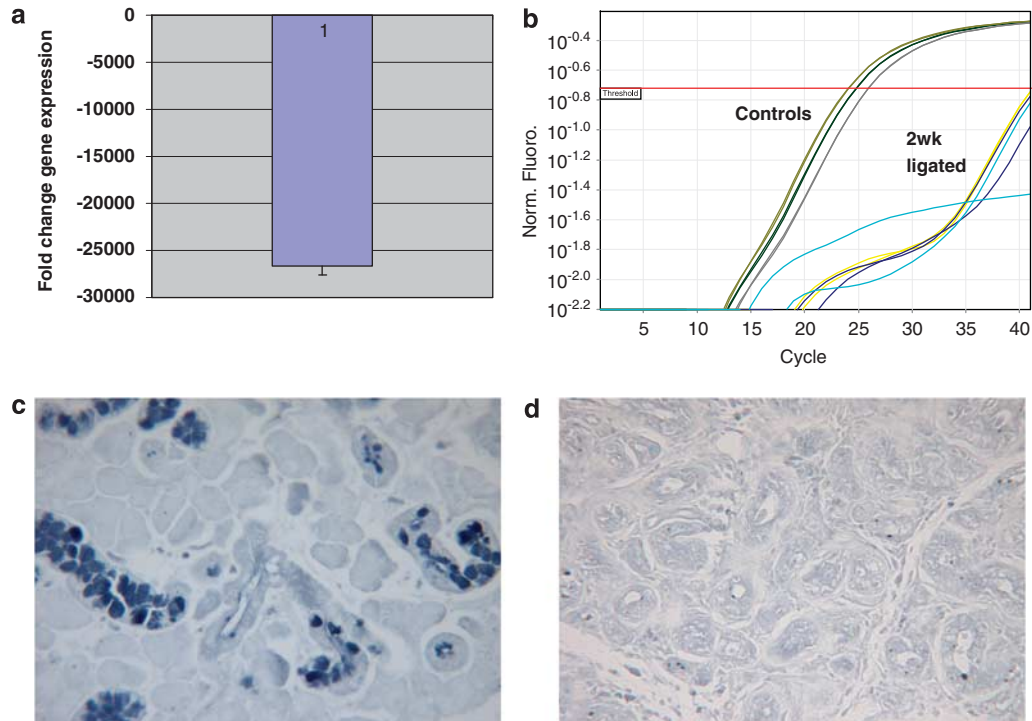 a
Fold change gene expression
0
-5000
-10000
-15000
-20000
-25000
-30000
1
b
Norm. Fluoro.
10-0.4
10-0.6
10-0.8
10-1.0
10-1.2
10-1.4
10-1.6
10-1.8
10-2.0
10-2.2
Threshold
Controls
2wk
ligated
5
10
15
20
25
30
35
40
Cycle
c
d